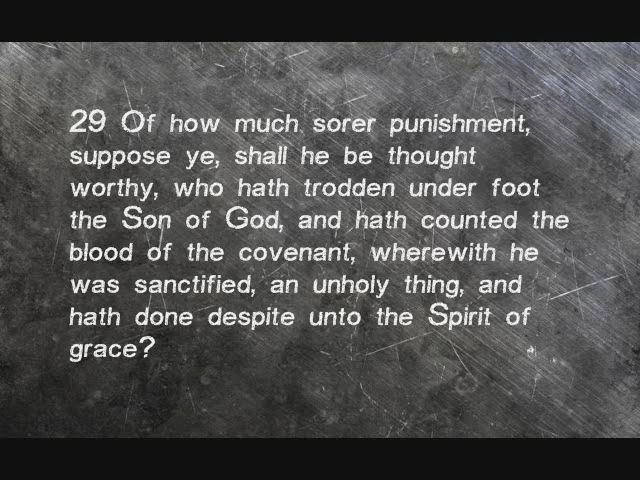 29 Of how much sorer punishment,
suppose ye, shall he be thought
worthy, who hath trodden under foot
the Son of God, and hath counted the
blood of the covenant, wherewith he
was sanctified, an unholy thing, and
hath done despite unto the Spirit of
grace?